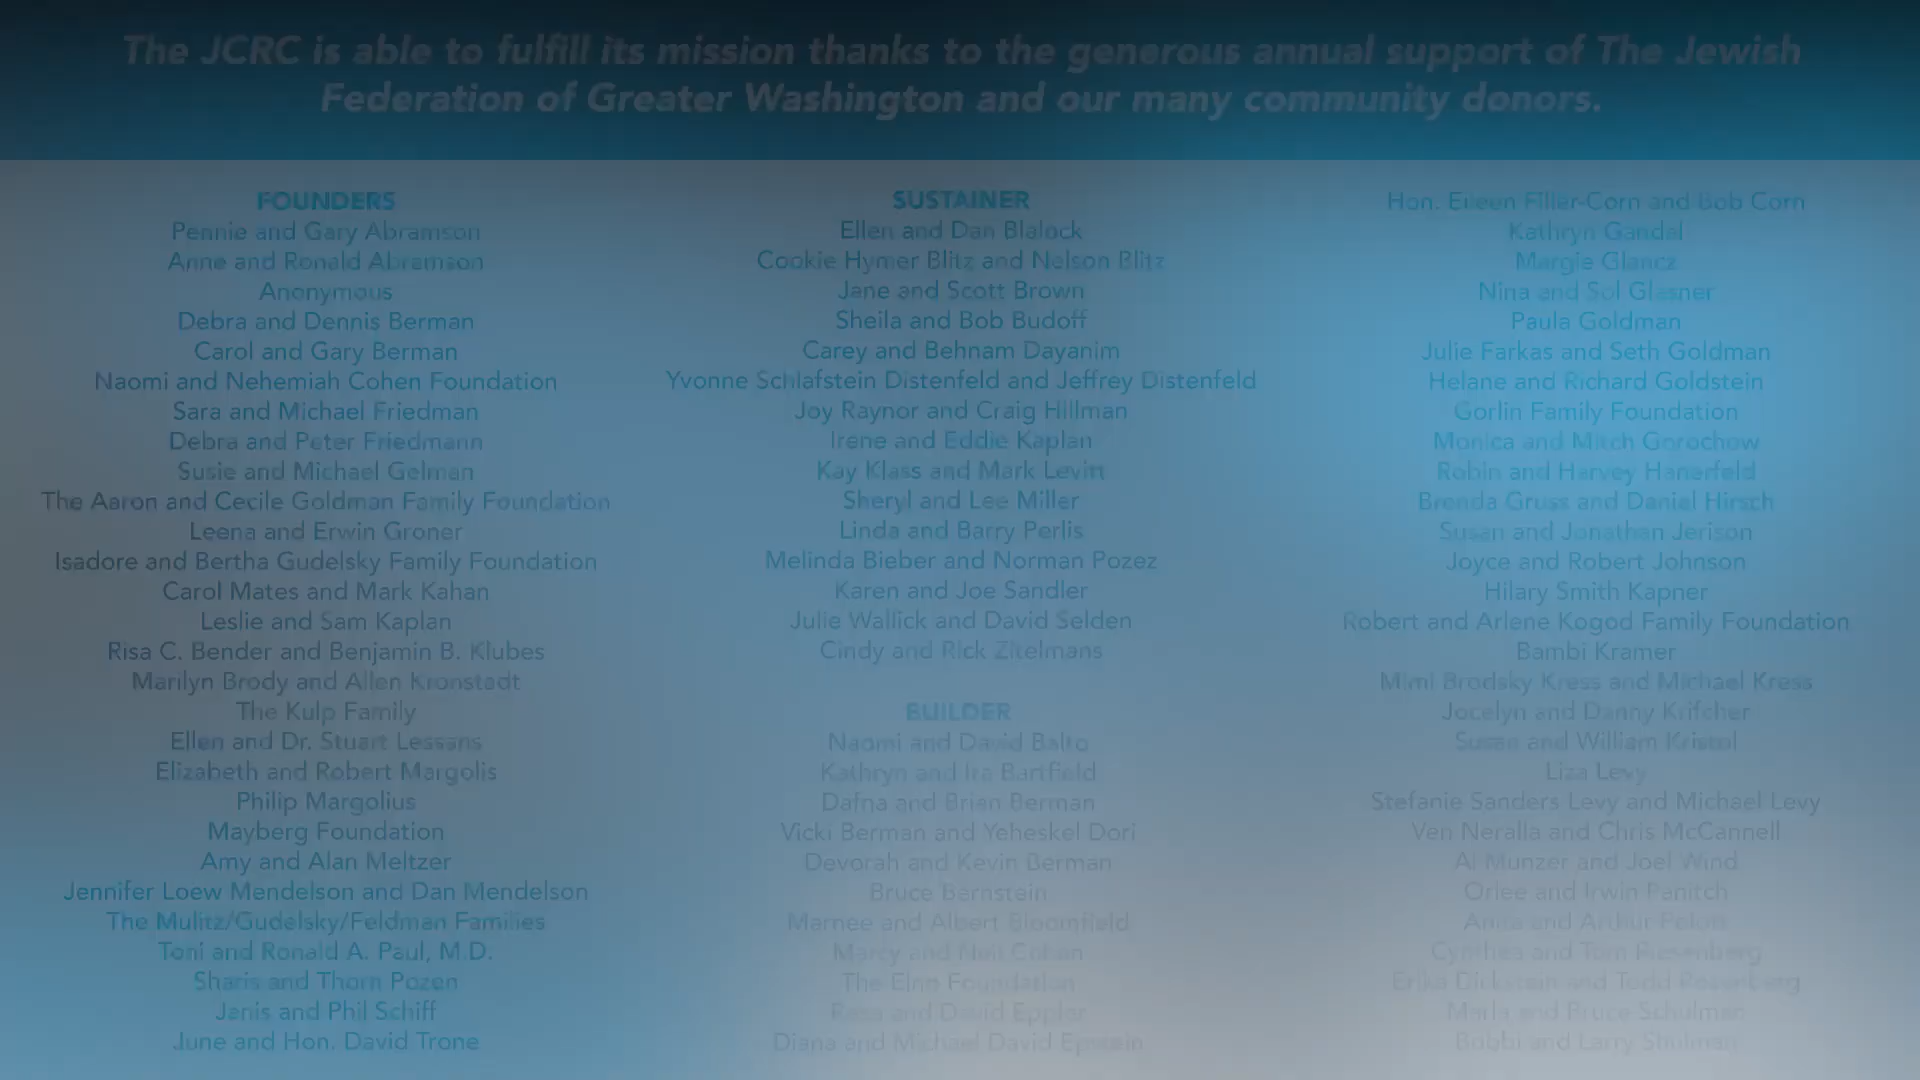 The JCRC is able to fulfill its mission thanks to the generous annual support of The Jewish
Federation of Greater Washington and our many community donors.
FOUNDERS
Pennie and Gary Abramson
Anne and Ronald Abramson
Anonymous
Debra and Dennis Berman
Carol and Gary Berman
Naomi and Nehemiah Cohen Foundation
Sara and Michael Friedman
Debra and Peter Friedmann
Susie and Michael Gelman
The Aaron and Cecile Goldman Family Foundation
Leena and Erwin Groner
Isadore and Bertha Gudelsky Family Foundation
Carol Mates and Mark Kahan
Leslie and Sam Kaplan
Risa C. Bender and Benjamin B. Klubes
Marilyn Brody and Allen Kronstadt
The Kulp Family
Ellen and Dr. Stuart Lessans
Elizabeth and Robert Margolis
Philip Margolius
Mayberg Foundation
Amy and Alan Meltzer
Jennifer Loew Mendelson and Dan Mendelson
The Mulitz/Gudelsky/Feldman Families
Toni and Ronald A. Paul, M.D.
Sharis and Thorn Pozen
Janis and Phil Schiff
June and Hon. David Trone
SUSTAINER
Ellen and Dan Blalock
Cookie Hymer Blitz and Nelson Blitz
Jane and Scott Brown
Sheila and Bob Budoff
Carey and Behnam Dayanim
Yvonne Schlafstein Distenfeld and Jeffrey Distenfeld
Joy Raynor and Craig Hillman
Irene and Eddie Kaplan
Kay Klass and Mark Levitt
Sheryl and Lee Miller
Linda and Barry Perlis
Melinda Bieber and Norman Pozez
Karen and Joe Sandler
Julie Wallick and David Selden
Cindy and Rick Zitelmans
BUILDER
Naomi and David Balto
Kathryn and Ira Bartfield
Dafna and Brian Berman
Vicki Berman and Yeheskel Dori
Devorah and Kevin Berman
Bruce Bernstein
Marnee and Albert Bloomfield
Marcy and Neil Cohen
The Finn Foundation
and David Eppler
Diana and Michael David Epstein
Hon. Eileen Filler-Corn and Bob Corn
Kathryn Gandal
Margie Glancz
Nina and Sol Glasner
Paula Goldman
Julie Farkas and Seth Goldman
Helane and Richard Goldstein
Gorlin Family Foundation
Monica and Mitch Gorochow
Robin and Harvey Hanerfeld
Brenda Gruss and Daniel Hirsch
Susan and Jonathan Jerison
Joyce and Robert Johnson
Hilary Smith Kapner
Robert and Arlene Kogod Family Foundation
Bambi Kramer
Mimi Brodsky Kress and Michael Kress
Jocelyn and Danny Krifcher
Susan and William Kristol
Liza Levy
Stefanie Sanders Levy and Michael Levy
Ven Neralla and Chris McCannell
Al Munzer and Joel Wind
Orlee and Irwin Panitch
and Arthur
Cynthea and Tom Riesenberg
Erika Dickstein and Todd Rosenberg
Marla and Bruce Schulman
Bobbi and Larry Shulman